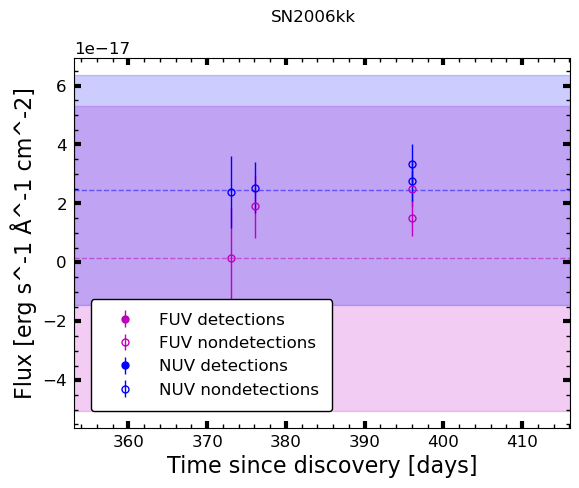 SN2006kk
1e−17
6
4
2
0
−2
−4
Flux [erg s^-1 Å^-1 cm^-2]
FUV detections
FUV nondetections
NUV detections
NUV nondetections
360 370 380 390 400 410
Time since discovery [days]